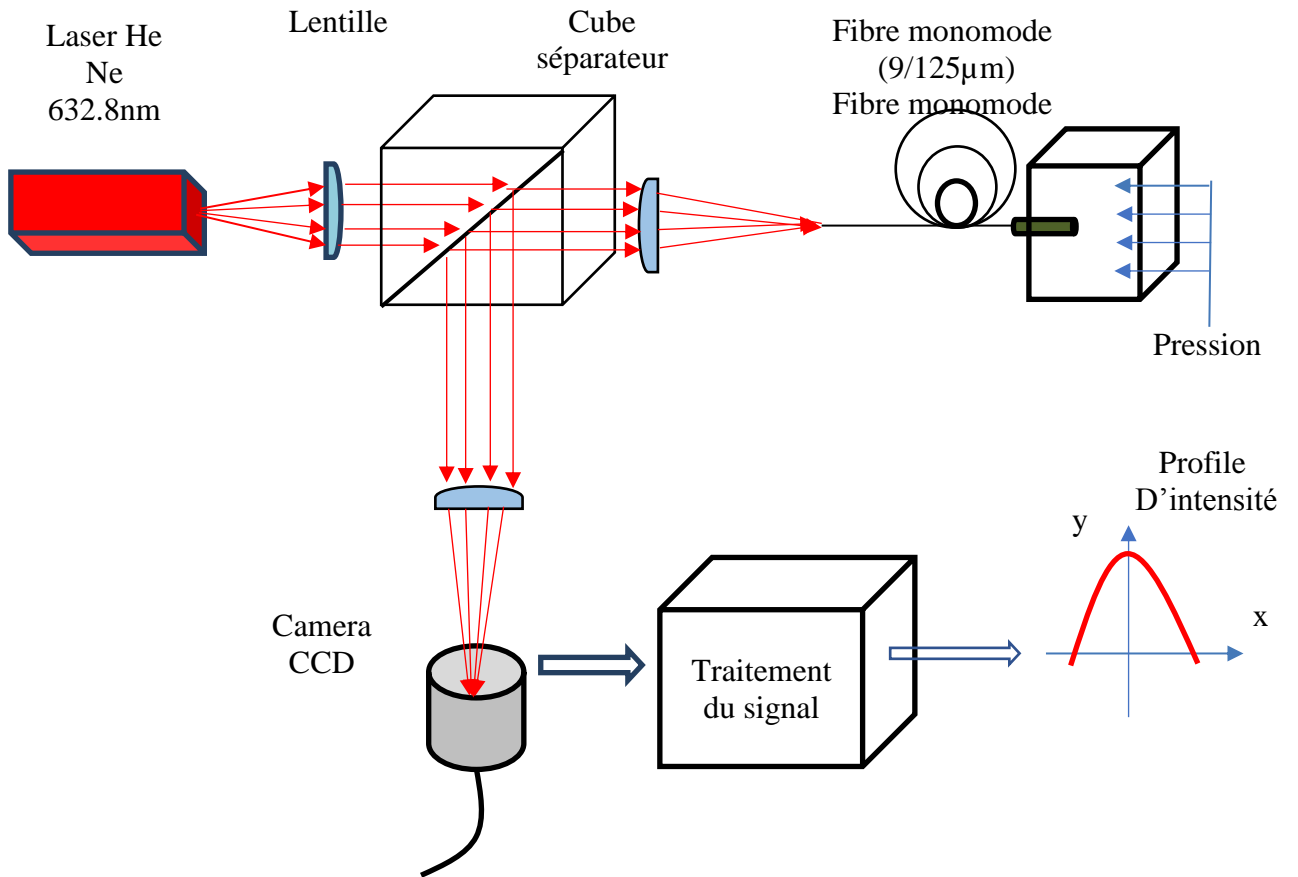 Laser He
Ne
632.8nm
Lentille
Cube
séparateur
Fibre monomode
(9/125µm)
Fibre monomode
Pression
Profile
D’intensité
y
x
Camera
CCD
Traitement
du signal